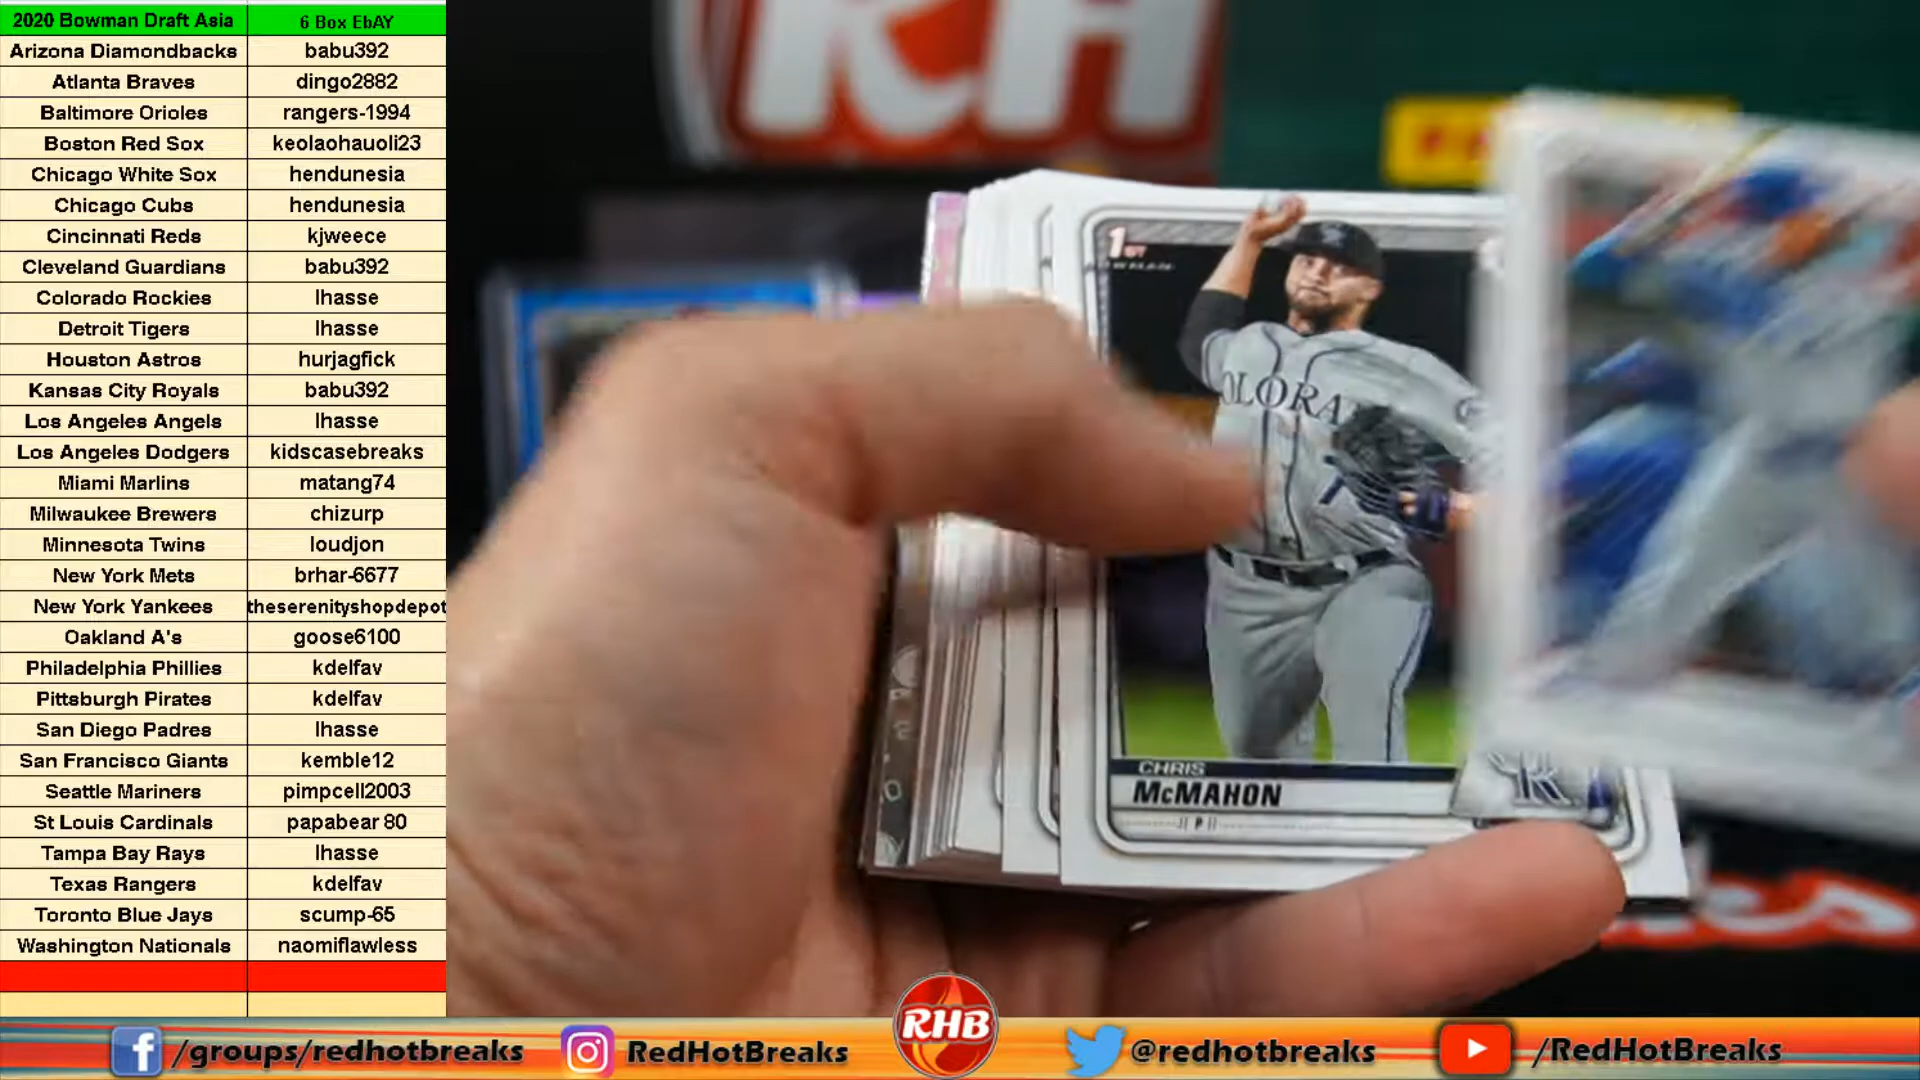 2020 Bowman Draft Asia 6 Box EbAY
Arizona Diamondbacks babu392
Atlanta Braves dingo2882
Baltimore Orioles rangers-1994
Boston Red Sox keolaohauoli23
Chicago White Sox hendunesia
Chicago Cubs hendunesia
Cincinnati Reds kjweece
Cleveland Guardians babu392
Colorado Rockies lhasse
Detroit Tigers lhasse
Houston Astros hurjagfick
Kansas City Royals babu392
Los Angeles Angels lhasse
Los Angeles Dodgers kidscasebreaks
Miami Marlins matang74
Milwaukee Brewers chizurp
Minnesota Twins loudjon
New York Mets brhar-6677
New York Yankees theserenityshopdepot
Oakland A's goose6100
Philadelphia Phillies kdelfav
Pittsburgh Pirates kdelfav
San Diego Padres lhasse
San Francisco Giants kemble12
Seattle Mariners pimpcell2003
St Louis Cardinals papabear 80
Tampa Bay Rays lhasse
Texas Rangers kdelfav
Toronto Blue Jays scump-65
Washington Nationals naomiflawless
RH
1ST
OLORA
CHRIS
McMAHON
/groups/redhotbreaks
RedHotBreaks
RHB
@redhotbreaks
/RedHotBreaks